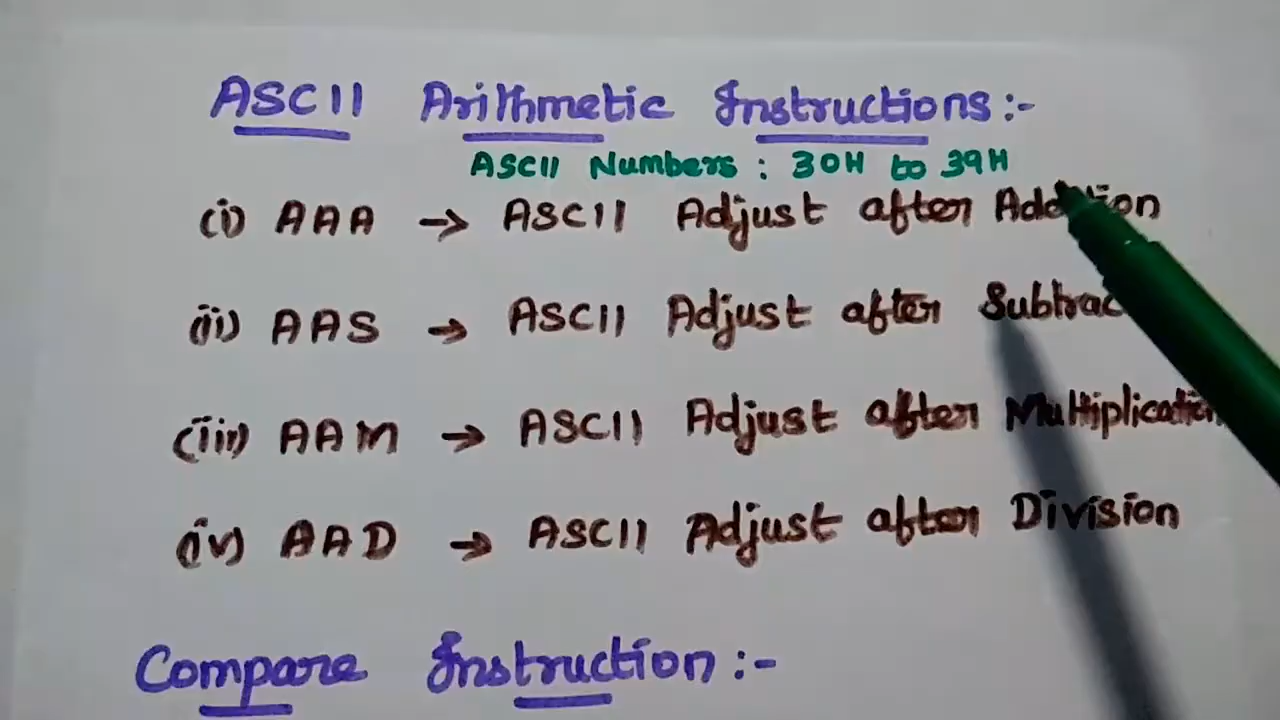 ASCII Arithmetic Instructions:-
ASCII Numbers : 30H to 39H
(i) AAA → ASCII Adjust after
(ii) AAS → ASCII Adjust after
(iii) AAM → ASCII Adjust after Multiplication
(iv) AAD → ASCII Adjust after Division
Compare Instruction:-